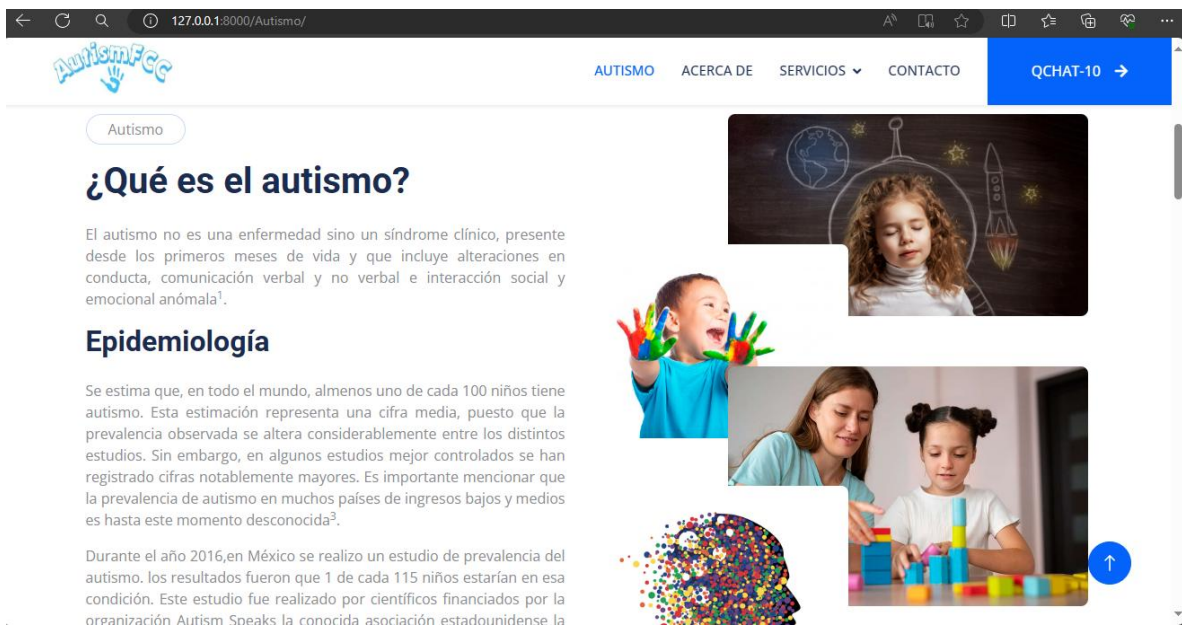 127.0.0.1:8000/Autismo/
AutismFCC
AUTISMO ACERCA DE SERVICIOS CONTACTO QCHAT-10 →
Autismo
¿Qué es el autismo?
El autismo no es una enfermedad sino un síndrome clínico, presente
desde los primeros meses de vida y que incluye alteraciones en
conducta, comunicación verbal y no verbal e interacción social y
emocional anómala¹.
Epidemiología
Se estima que, en todo el mundo, almenos uno de cada 100 niños tiene
autismo. Esta estimación representa una cifra media, puesto que la
prevalencia observada se altera considerablemente entre los distintos
estudios. Sin embargo, en algunos estudios mejor controlados se han
registrado cifras notablemente mayores. Es importante mencionar que
la prevalencia de autismo en muchos países de ingresos bajos y medios
es hasta este momento desconocida³.
Durante el año 2016,en México se realizo un estudio de prevalencia del
autismo. los resultados fueron que 1 de cada 115 niños estarían en esa
condición. Este estudio fue realizado por científicos financiados por la
organización Autism Speaks la conocida asociación estadounidense la